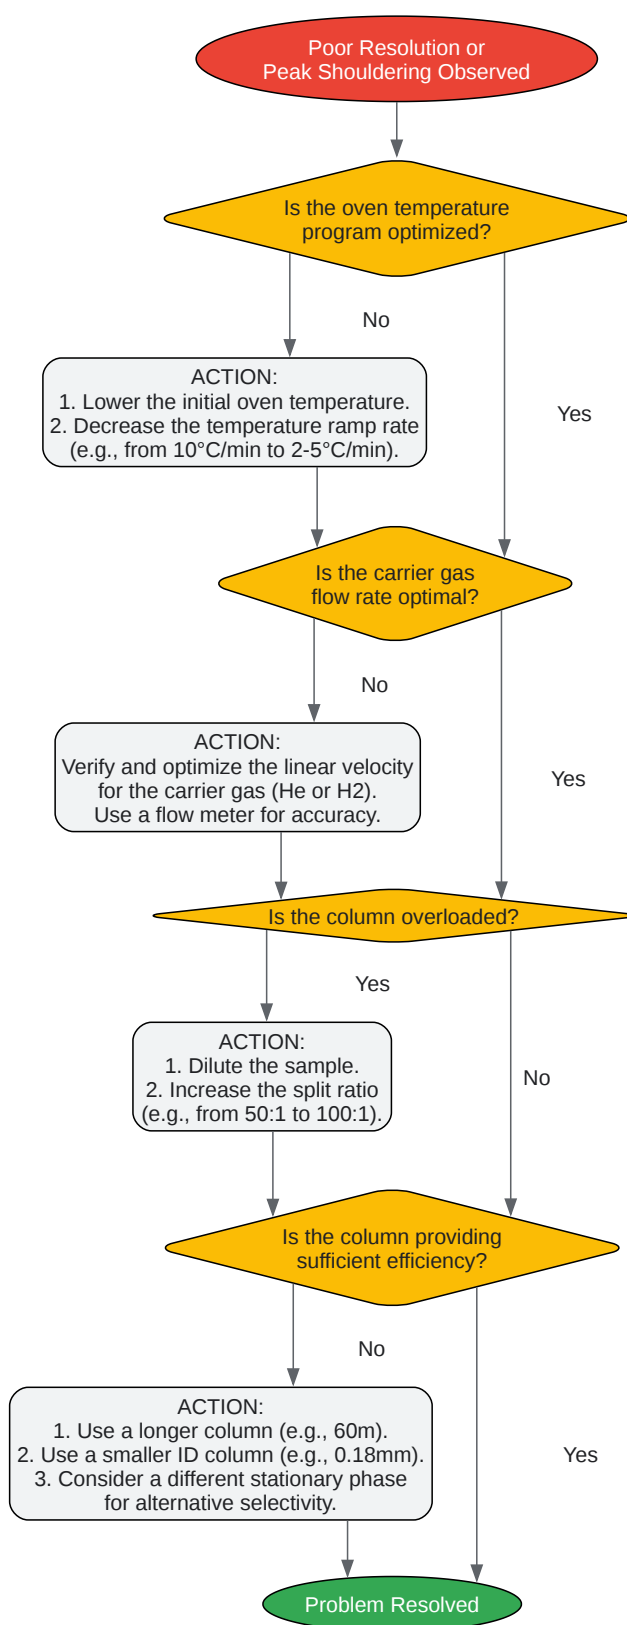 Poor Resolution or
Peak Shouldering Observed
Is the oven temperature
program optimized?
No
ACTION:
1. Lower the initial oven temperature.
2. Decrease the temperature ramp rate
(e.g., from 10°C/min to 2-5°C/min).
Yes
Is the carrier gas
flow rate optimal?
No
ACTION:
Verify and optimize the linear velocity
for the carrier gas (He or H2).
Use a flow meter for accuracy.
Yes
Is the column overloaded?
Yes
ACTION:
1. Dilute the sample.
2. Increase the split ratio
(e.g., from 50:1 to 100:1).
No
Is the column providing
sufficient efficiency?
No
ACTION:
1. Use a longer column (e.g., 60m).
2. Use a smaller ID column (e.g., 0.18mm).
3. Consider a different stationary phase
for alternative selectivity.
Yes
Problem Resolved